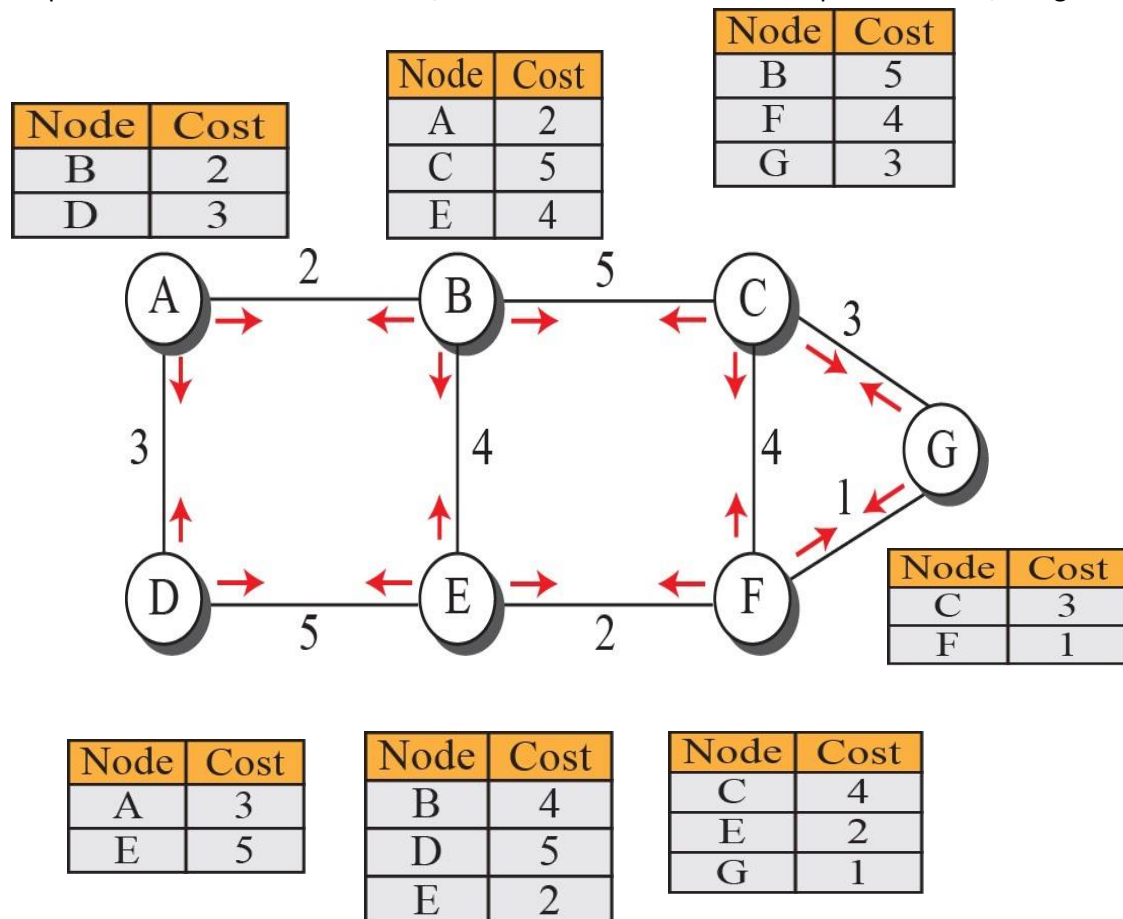 Node Cost
B 5
F 4
G 3
Node Cost
A 2
C 5
E 4
Node Cost
B 2
D 3
A 2 B 5 C 3
3 4 4 G
1
D 5 E 2 F
Node Cost
C 3
F 1
Node Cost
A 3
E 5
Node Cost
B 4
D 5
E 2
Node Cost
C 4
E 2
G 1